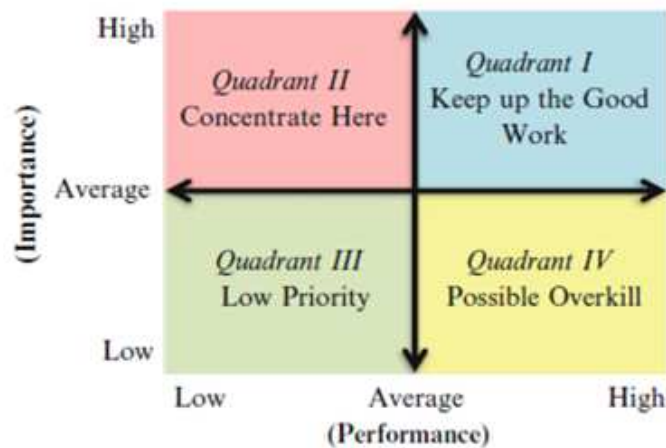 High
Quadrant II
Concentrate Here
Quadrant I
Keep up the Good
Work
(Importance)
Average
Quadrant III
Low Priority
Quadrant IV
Possible Overkill
Low
Low
Average
High
(Performance)